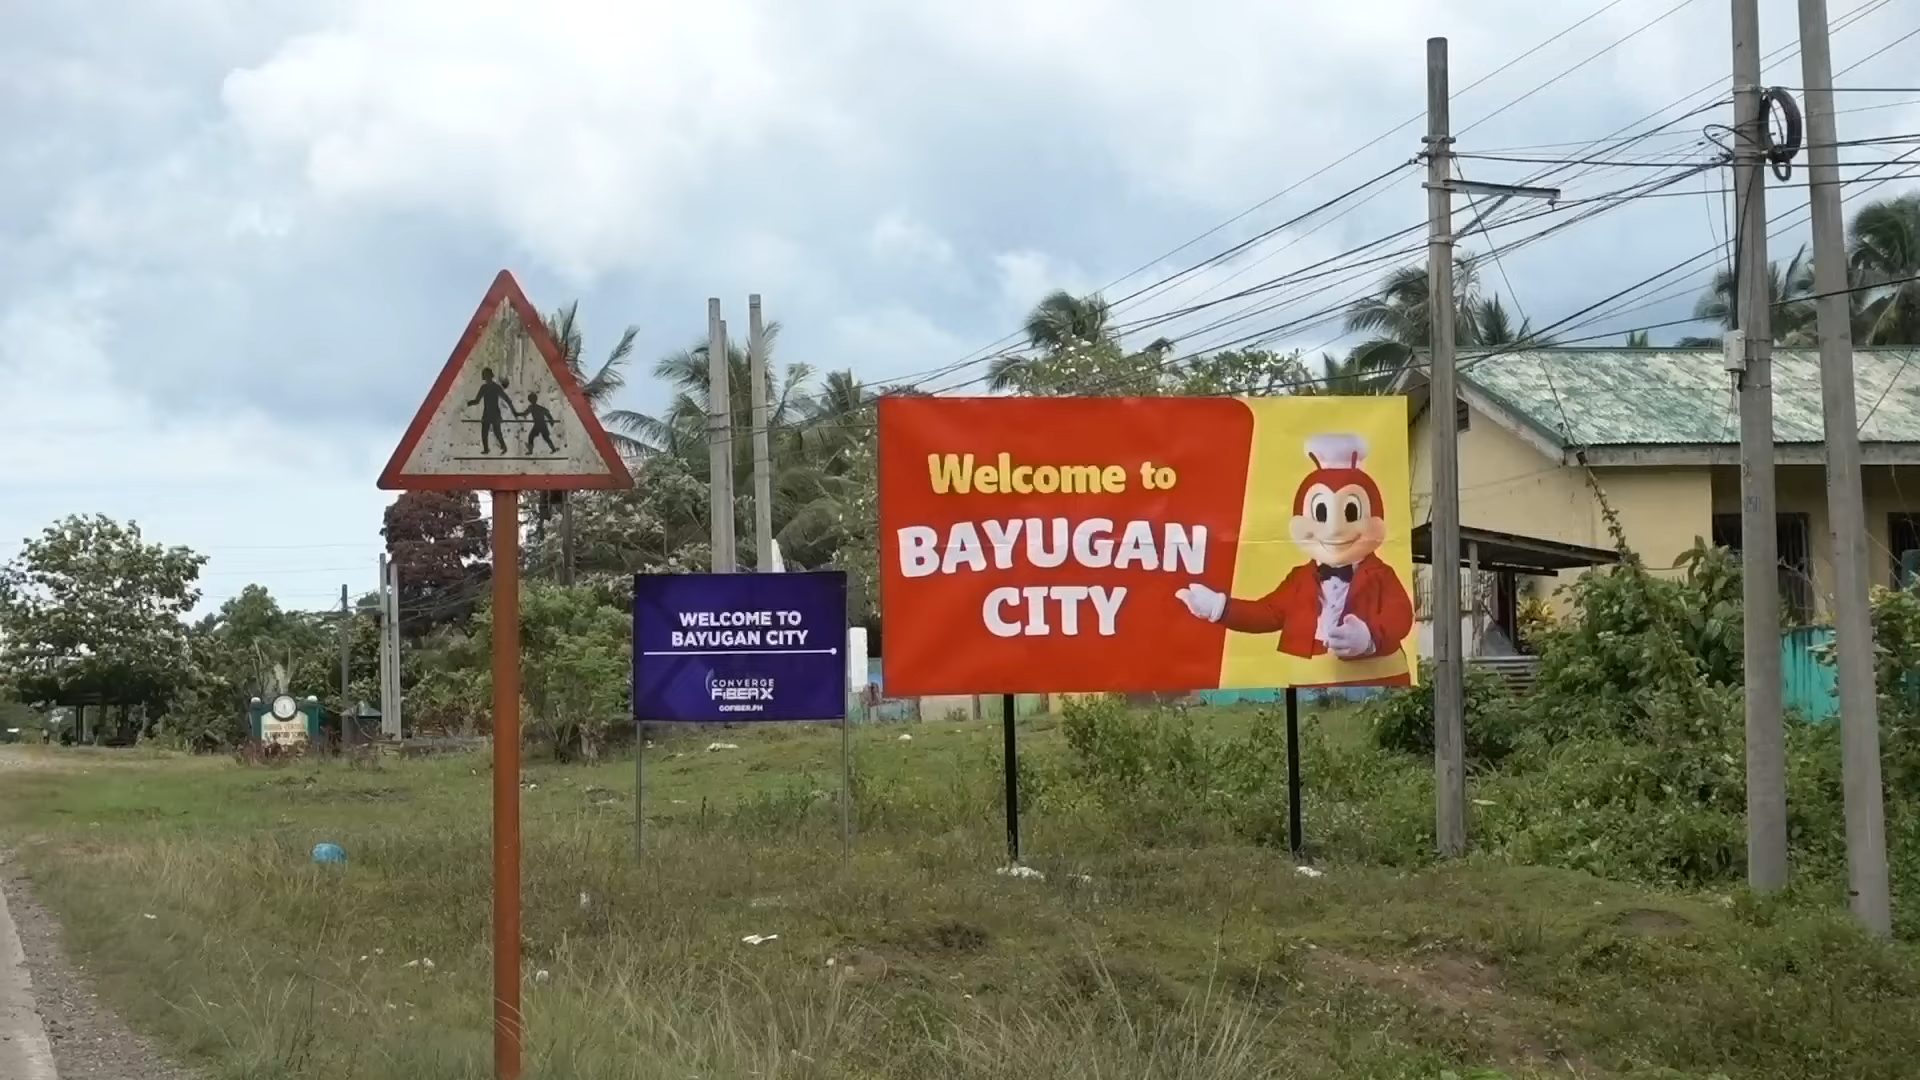 WELCOME TO
BAYUGAN CITY
CONVERGE
FiBERX
GOFIBER.PH
Welcome to
BAYUGAN
CITY